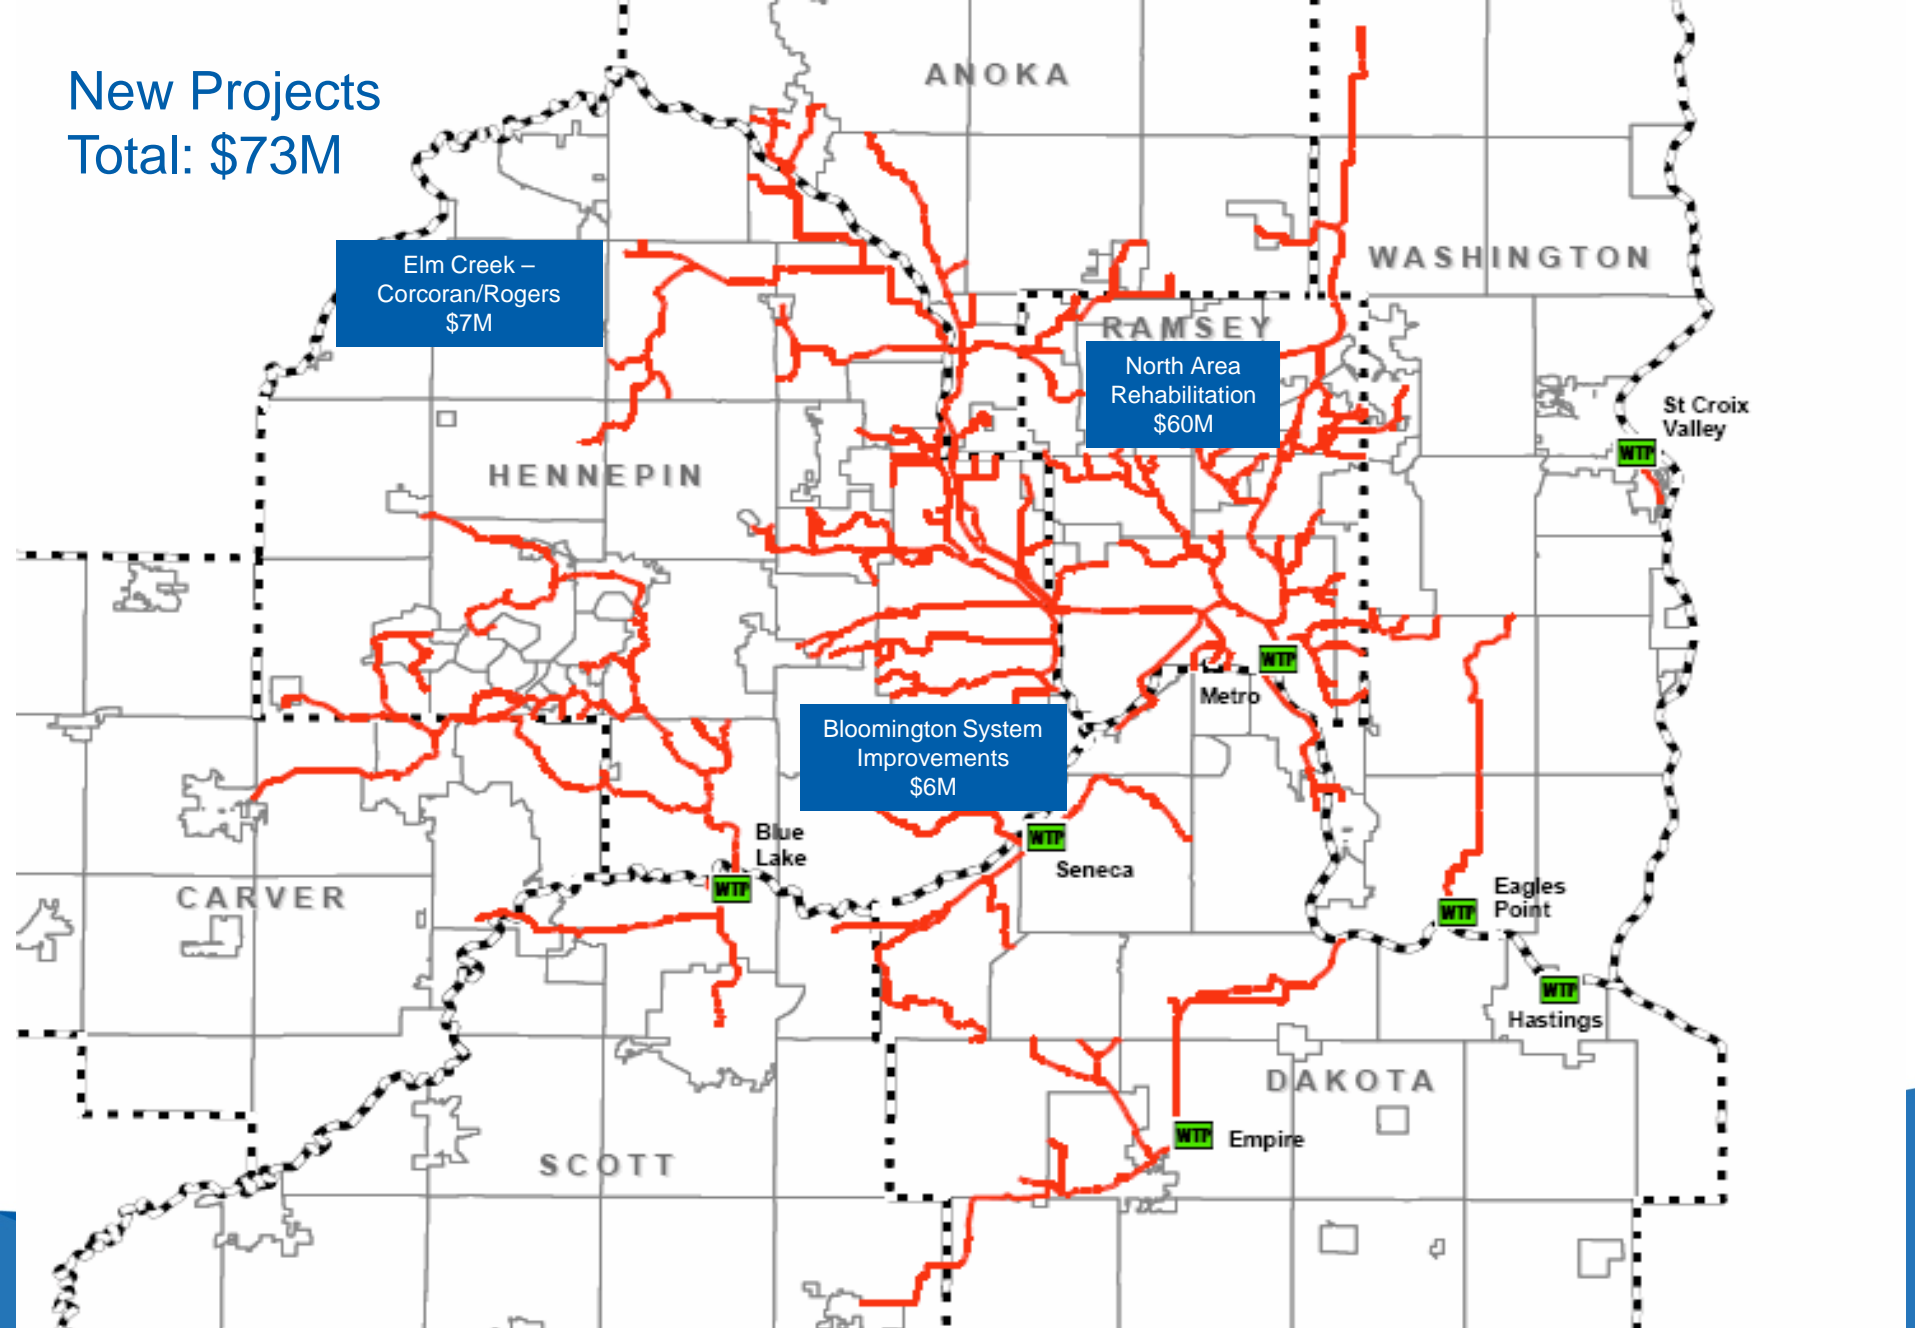 New Projects
Total: $73M
ANOKA
WASHINGTON
Elm Creek –
Corcoran/Rogers
$7M
RAMSEY
North Area
Rehabilitation
$60M
St Croix
Valley
WTP
HENNEPIN
WTP
Metro
Bloomington System
Improvements
$6M
Blue
Lake
WTP
Seneca
WTP
CARVER
Eagles
Point
WTP
WTP
Hastings
DAKOTA
WTP
Empire
SCOTT